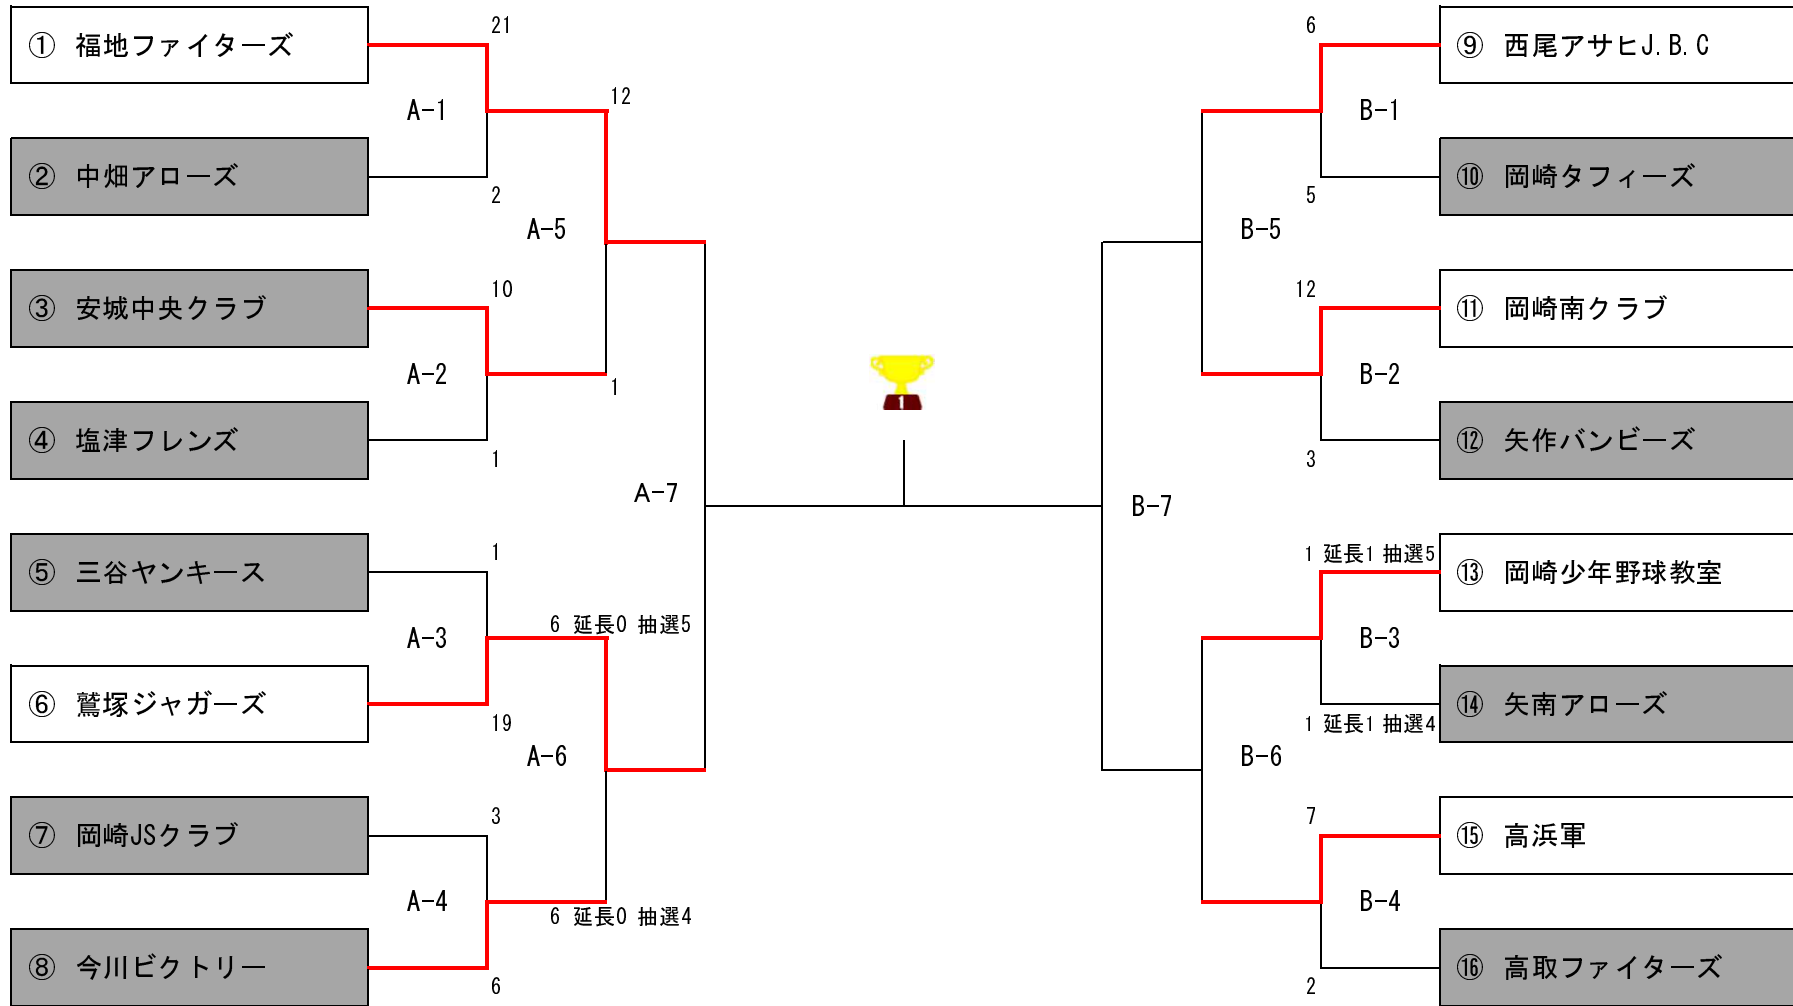 21
① 福地ファイターズ
A-1
12
② 中畑アローズ
2
A-5
10
③ 安城中央クラブ
A-2
1
④ 塩津フレンズ
1
A-7
1
⑤ 三谷ヤンキース
6 延長0 抽選5
A-3
⑥ 鷲塚ジャガーズ
19
A-6
3
⑦ 岡崎JSクラブ
A-4
6 延長0 抽選4
⑧ 今川ビクトリー
6
1
6
⑨ 西尾アサヒJ.B.C
B-1
⑩ 岡崎タフィーズ
5
B-5
12
⑪ 岡崎南クラブ
B-2
⑫ 矢作バンビーズ
3
B-7
1 延長1 抽選5
⑬ 岡崎少年野球教室
B-3
⑭ 矢南アローズ
1 延長1 抽選4
B-6
7
⑮ 高浜軍
B-4
⑯ 高取ファイターズ
2